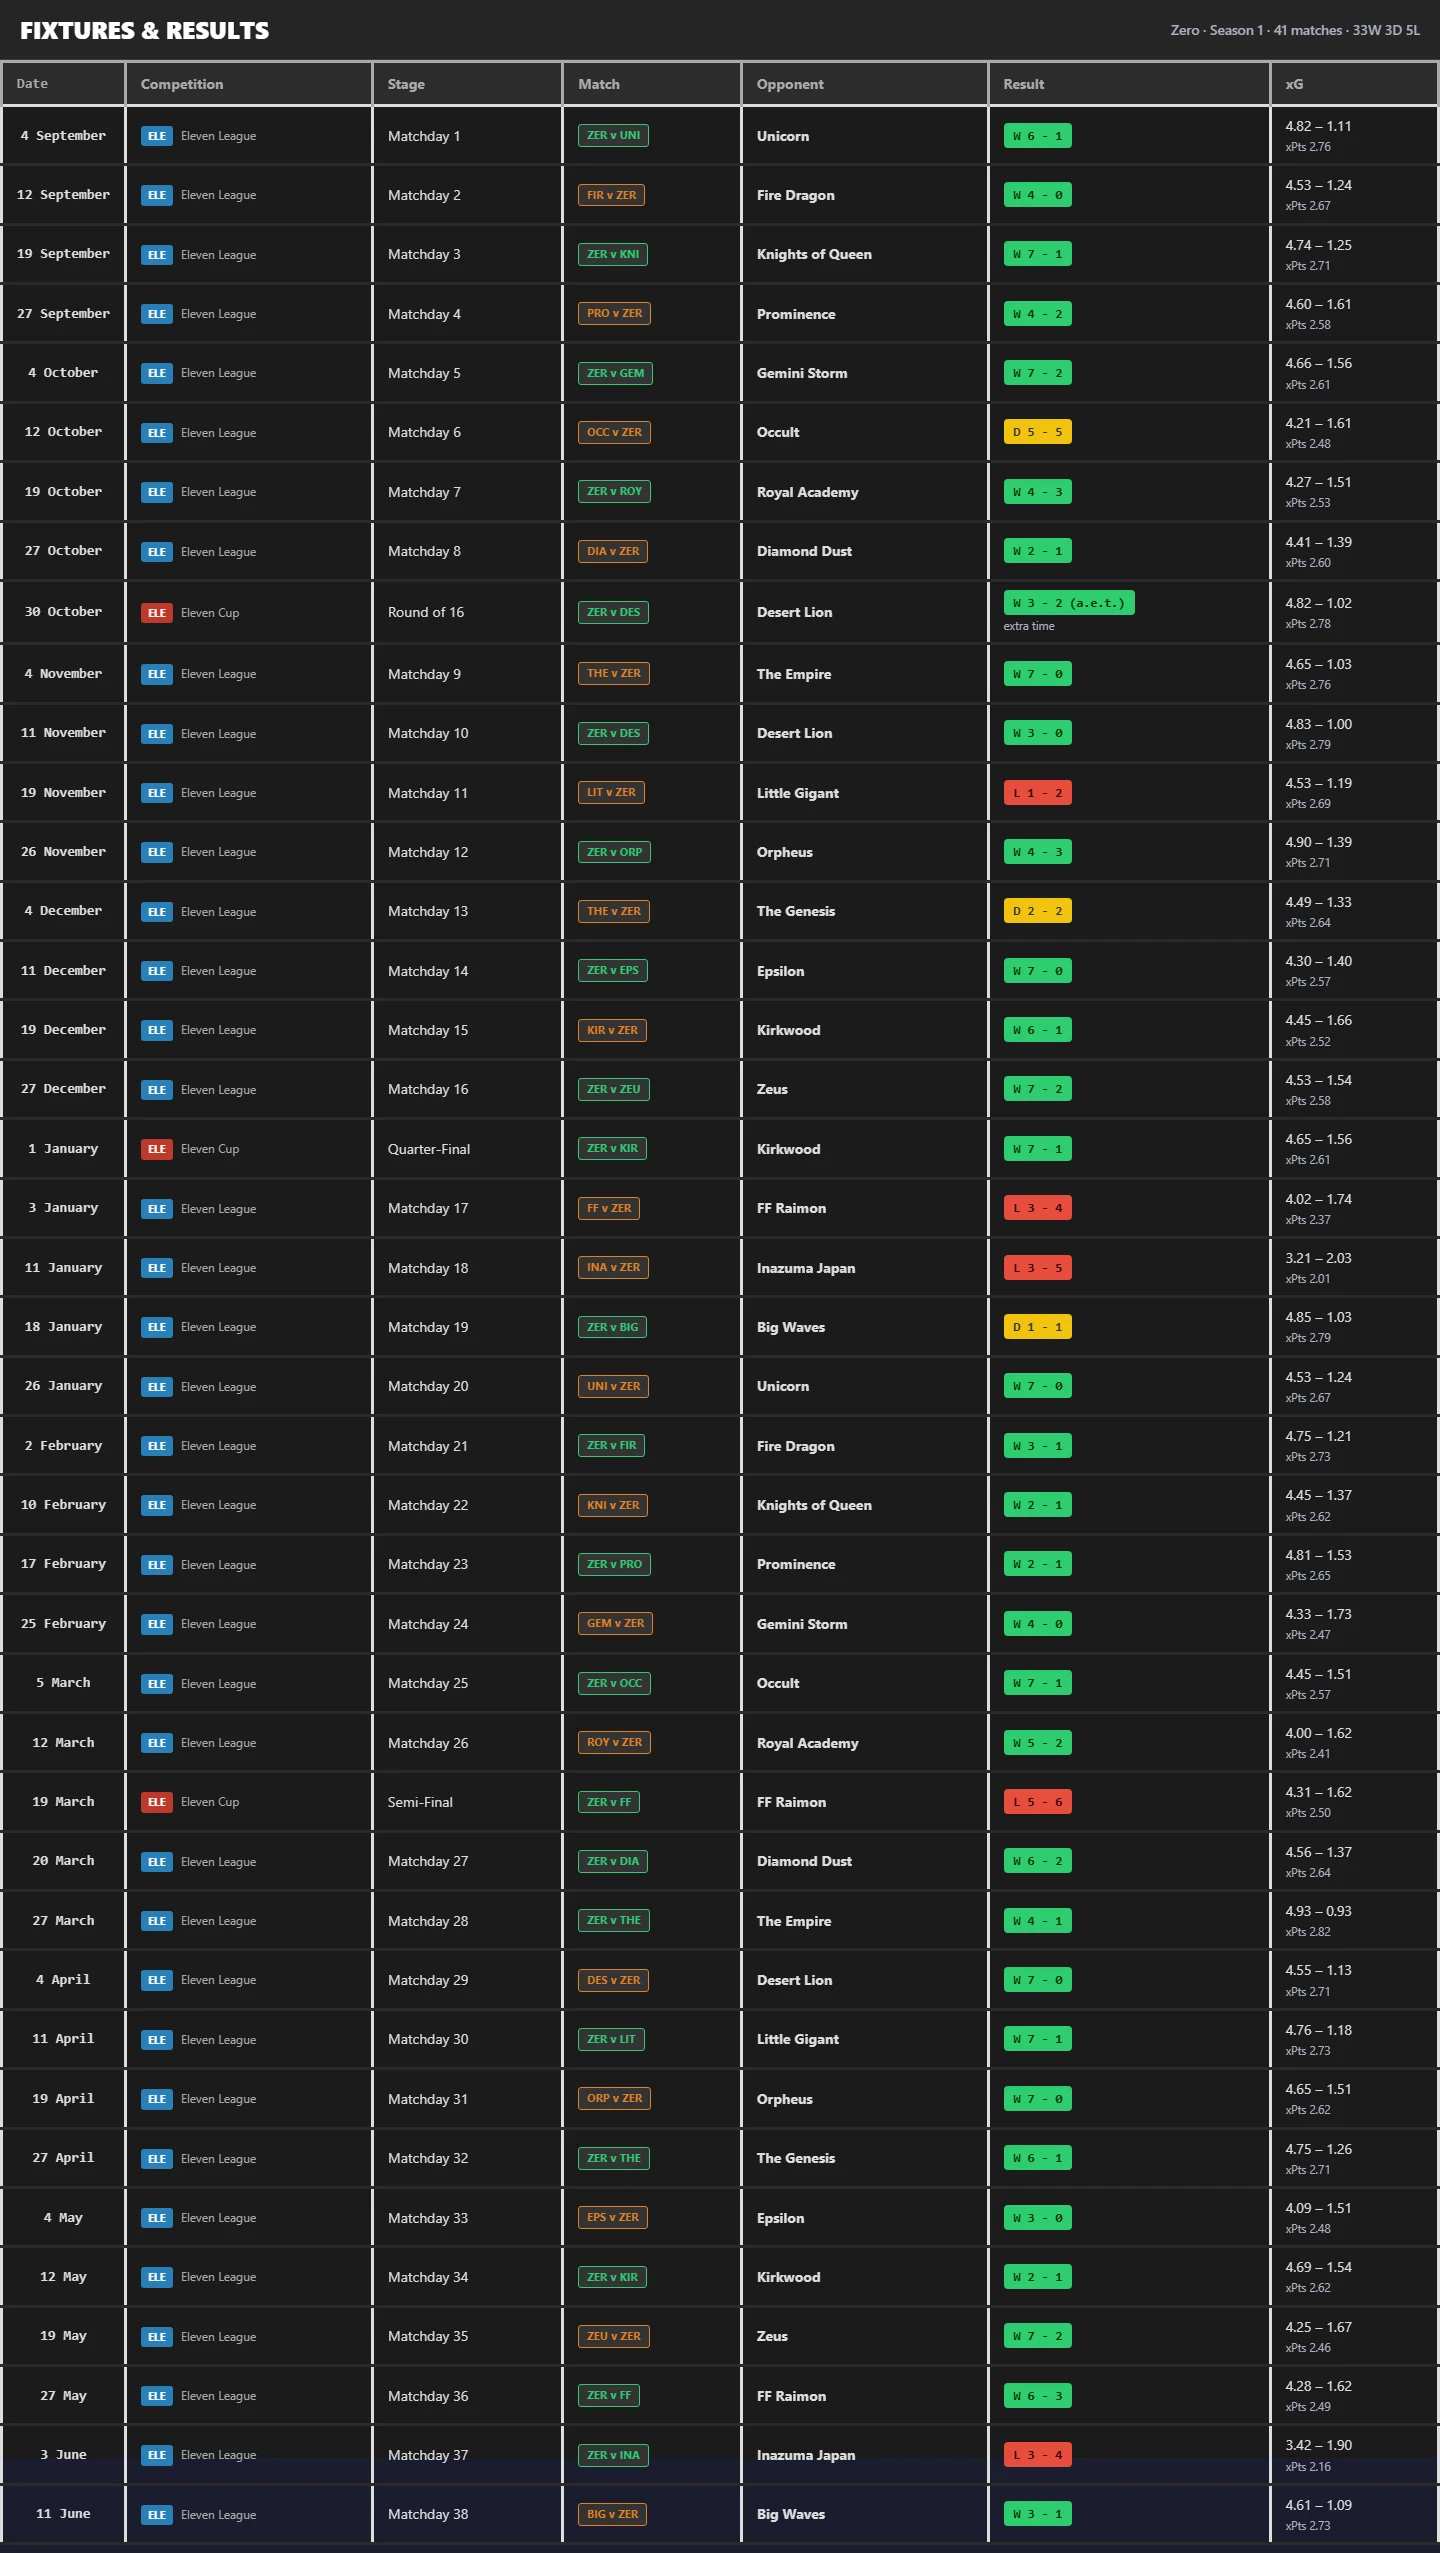 FIXTURES & RESULTS
Zero · Season 1 · 41 matches · 33W 3D 5L
Date Competition Stage Match Opponent Result xG
4 September ELE Eleven League Matchday 1 ZER v UNI Unicorn W 6 - 1 4.82 – 1.11
xPts 2.76
12 September ELE Eleven League Matchday 2 FIR v ZER Fire Dragon W 4 - 0 4.53 – 1.24
xPts 2.67
19 September ELE Eleven League Matchday 3 ZER v KNI Knights of Queen W 7 - 1 4.74 – 1.25
xPts 2.71
27 September ELE Eleven League Matchday 4 PRO v ZER Prominence W 4 - 2 4.60 – 1.61
xPts 2.58
4 October ELE Eleven League Matchday 5 ZER v GEM Gemini Storm W 7 - 2 4.66 – 1.56
xPts 2.61
12 October ELE Eleven League Matchday 6 OCC v ZER Occult D 5 - 5 4.21 – 1.61
xPts 2.48
19 October ELE Eleven League Matchday 7 ZER v ROY Royal Academy W 4 - 3 4.27 – 1.51
xPts 2.53
27 October ELE Eleven League Matchday 8 DIA v ZER Diamond Dust W 2 - 1 4.41 – 1.39
xPts 2.60
30 October ELE Eleven Cup Round of 16 ZER v DES Desert Lion W 3 - 2 (a.e.t.) 4.82 – 1.02
extra time xPts 2.78
4 November ELE Eleven League Matchday 9 THE v ZER The Empire W 7 - 0 4.65 – 1.03
xPts 2.76
11 November ELE Eleven League Matchday 10 ZER v DES Desert Lion W 3 - 0 4.83 – 1.00
xPts 2.79
19 November ELE Eleven League Matchday 11 LIT v ZER Little Gigant L 1 - 2 4.53 – 1.19
xPts 2.69
26 November ELE Eleven League Matchday 12 ZER v ORP Orpheus W 4 - 3 4.90 – 1.39
xPts 2.71
4 December ELE Eleven League Matchday 13 THE v ZER The Genesis D 2 - 2 4.49 – 1.33
xPts 2.64
11 December ELE Eleven League Matchday 14 ZER v EPS Epsilon W 7 - 0 4.30 – 1.40
xPts 2.57
19 December ELE Eleven League Matchday 15 KIR v ZER Kirkwood W 6 - 1 4.45 – 1.66
xPts 2.52
27 December ELE Eleven League Matchday 16 ZER v ZEU Zeus W 7 - 2 4.53 – 1.54
xPts 2.58
1 January ELE Eleven Cup Quarter-Final ZER v KIR Kirkwood W 7 - 1 4.65 – 1.56
xPts 2.61
3 January ELE Eleven League Matchday 17 FF v ZER FF Raimon L 3 - 4 4.02 – 1.74
xPts 2.37
11 January ELE Eleven League Matchday 18 INA v ZER Inazuma Japan L 3 - 5 3.21 – 2.03
xPts 2.01
18 January ELE Eleven League Matchday 19 ZER v BIG Big Waves D 1 - 1 4.85 – 1.03
xPts 2.79
26 January ELE Eleven League Matchday 20 UNI v ZER Unicorn W 7 - 0 4.53 – 1.24
xPts 2.67
2 February ELE Eleven League Matchday 21 ZER v FIR Fire Dragon W 3 - 1 4.75 – 1.21
xPts 2.73
10 February ELE Eleven League Matchday 22 KNI v ZER Knights of Queen W 2 - 1 4.45 – 1.37
xPts 2.62
17 February ELE Eleven League Matchday 23 ZER v PRO Prominence W 2 - 1 4.81 – 1.53
xPts 2.65
25 February ELE Eleven League Matchday 24 GEM v ZER Gemini Storm W 4 - 0 4.33 – 1.73
xPts 2.47
5 March ELE Eleven League Matchday 25 ZER v OCC Occult W 7 - 1 4.45 – 1.51
xPts 2.57
12 March ELE Eleven League Matchday 26 ROY v ZER Royal Academy W 5 - 2 4.00 – 1.62
xPts 2.41
19 March ELE Eleven Cup Semi-Final ZER v FF FF Raimon L 5 - 6 4.31 – 1.62
xPts 2.50
20 March ELE Eleven League Matchday 27 ZER v DIA Diamond Dust W 6 - 2 4.56 – 1.37
xPts 2.64
27 March ELE Eleven League Matchday 28 ZER v THE The Empire W 4 - 1 4.93 – 0.93
xPts 2.82
4 April ELE Eleven League Matchday 29 DES v ZER Desert Lion W 7 - 0 4.55 – 1.13
xPts 2.71
11 April ELE Eleven League Matchday 30 ZER v LIT Little Gigant W 7 - 1 4.76 – 1.18
xPts 2.73
19 April ELE Eleven League Matchday 31 ORP v ZER Orpheus W 7 - 0 4.65 – 1.51
xPts 2.62
27 April ELE Eleven League Matchday 32 ZER v THE The Genesis W 6 - 1 4.75 – 1.26
xPts 2.71
4 May ELE Eleven League Matchday 33 EPS v ZER Epsilon W 3 - 0 4.09 – 1.51
xPts 2.48
12 May ELE Eleven League Matchday 34 ZER v KIR Kirkwood W 2 - 1 4.69 – 1.54
xPts 2.62
19 May ELE Eleven League Matchday 35 ZEU v ZER Zeus W 7 - 2 4.25 – 1.67
xPts 2.46
27 May ELE Eleven League Matchday 36 ZER v FF FF Raimon W 6 - 3 4.28 – 1.62
xPts 2.49
3 June ELE Eleven League Matchday 37 ZER v INA Inazuma Japan L 3 - 4 3.42 – 1.90
xPts 2.16
11 June ELE Eleven League Matchday 38 BIG v ZER Big Waves W 3 - 1 4.61 – 1.09
xPts 2.73